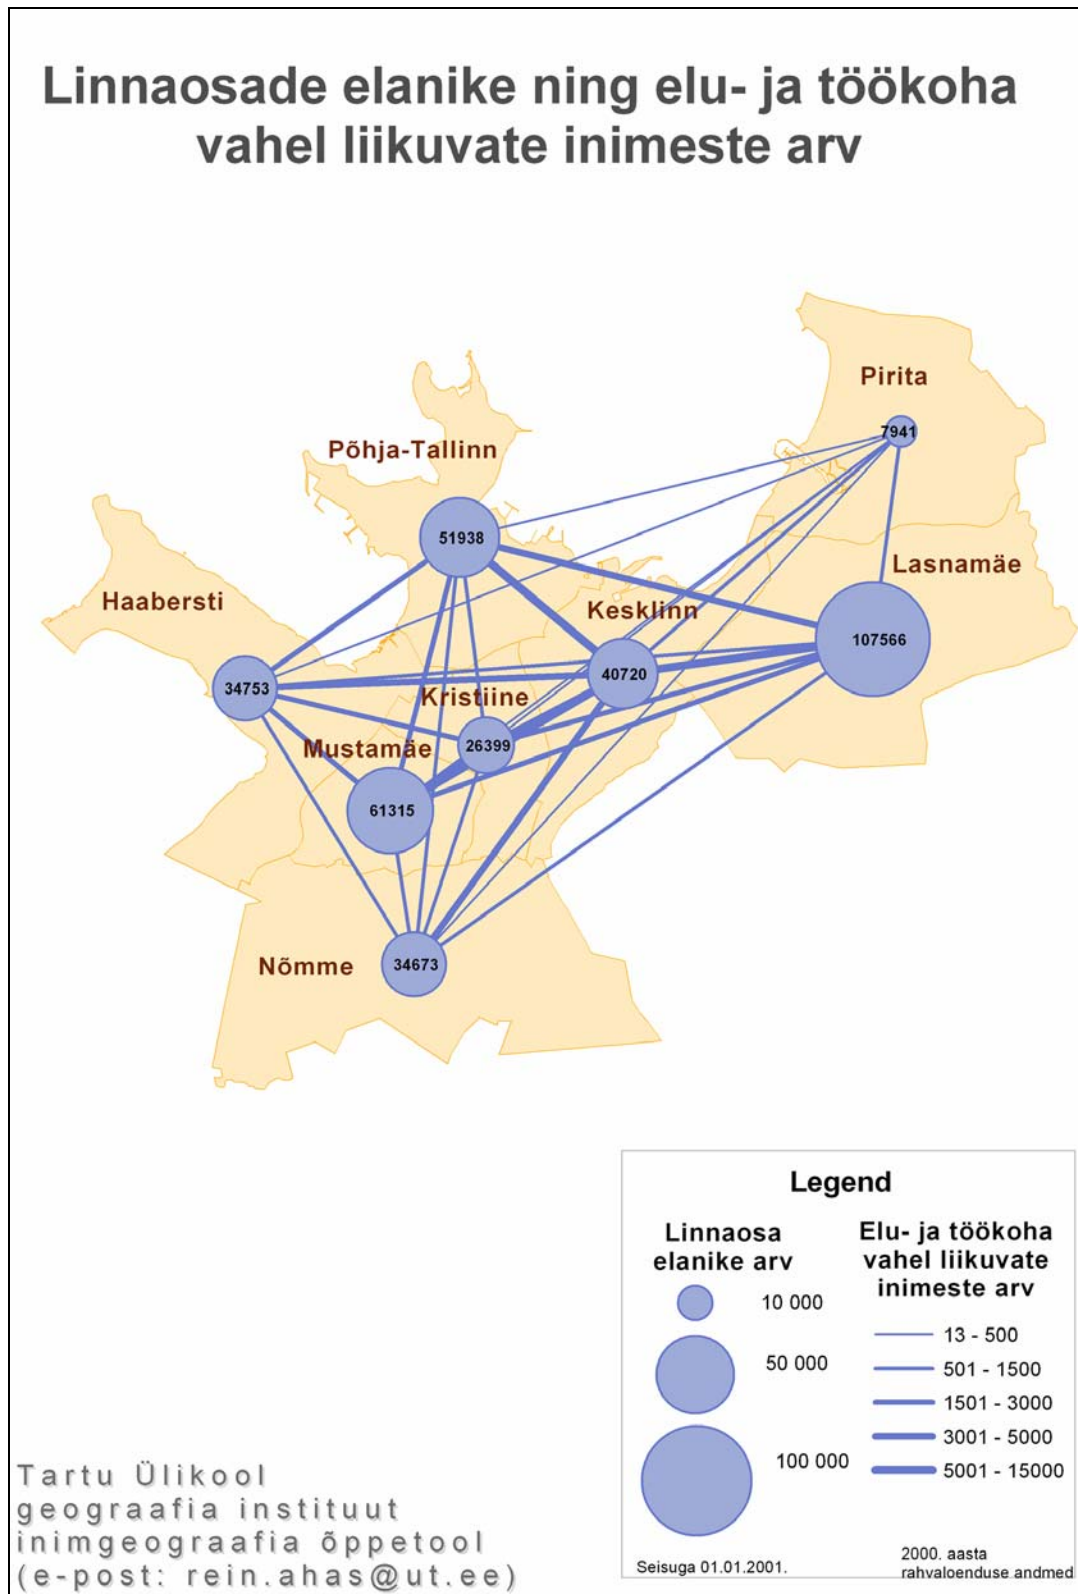 Linnaosade elanike ning elu- ja töökoha
vahel liikuvate inimeste arv
Pirita
7941
Põhja-Tallinn
51938
Lasnamäe
107566
Haabersti
Kesklinn
40720
34753
Kristiine
26399
Mustamäe
61315
Nõmme
34673
Legend
Linnaosa
elanike arv
10 000
50 000
100 000
Elu- ja töökoha
vahel liikuvate
inimeste arv
13 - 500
501 - 1500
1501 - 3000
3001 - 5000
5001 - 15000
Seisuga 01.01.2001.
2000. aasta
rahvaloenduse andmed
Tartu Ülikool
geograafia instituut
inimgeograafia õppetool
(e-post: rein.ahas@ut.ee)